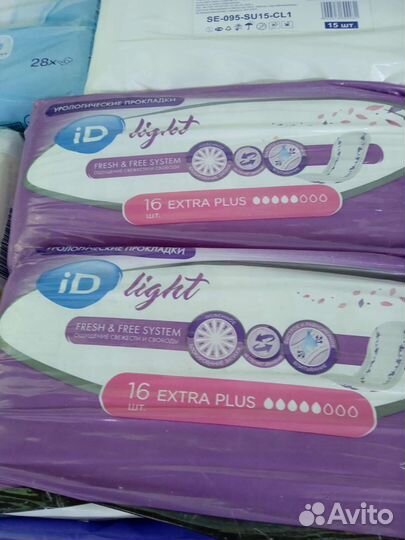 SE-095-SU15-CL1
15 шт.
28x
УРОЛОГИЧЕСКИЕ ПРОКЛАДКИ
iD light
FRESH & FREE SYSTEM
ОЩУЩЕНИЕ СВЕЖЕСТИ И СВОБОДЫ
16 EXTRA PLUS
ШТ.
УРОЛОГИЧЕСКИЕ ПРОКЛАДКИ
iD light
FRESH & FREE SYSTEM
ОЩУЩЕНИЕ СВЕЖЕСТИ И СВОБОДЫ
16 EXTRA PLUS
ШТ.
Avito